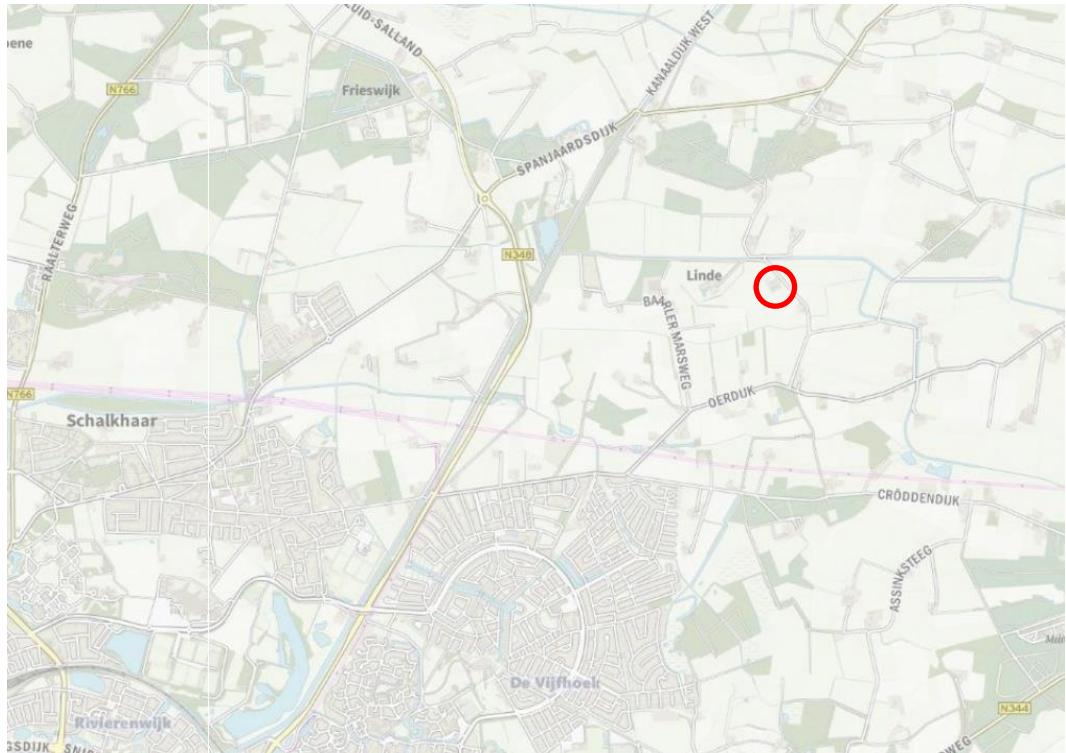 ZUID-SALLAND
KANAALDIJK WEST
N766
Frieswijk
SPANJAARDSDIJK
RAALTERWEG
N348
Linde
BAARLER MARSWEG
N766
OERDIJK
Schalkhaar
CRÖDDENDIJK
ASSINKSTEEG
De Vijfhoek
N344
Rivierenwijk